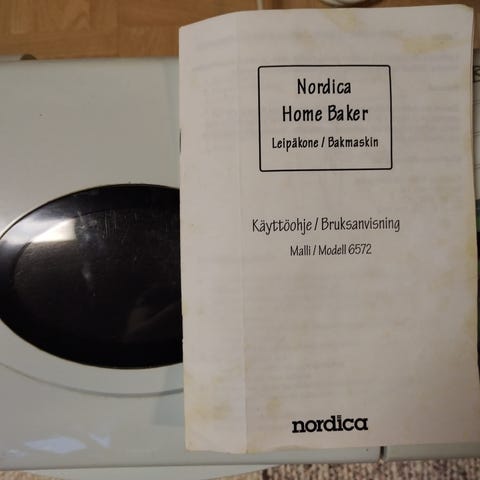 Nordica
Home Baker
Leipäkone / Bakmaskin
Käyttöohje / Bruksanvisning
Malli / Modell 6572
nordica